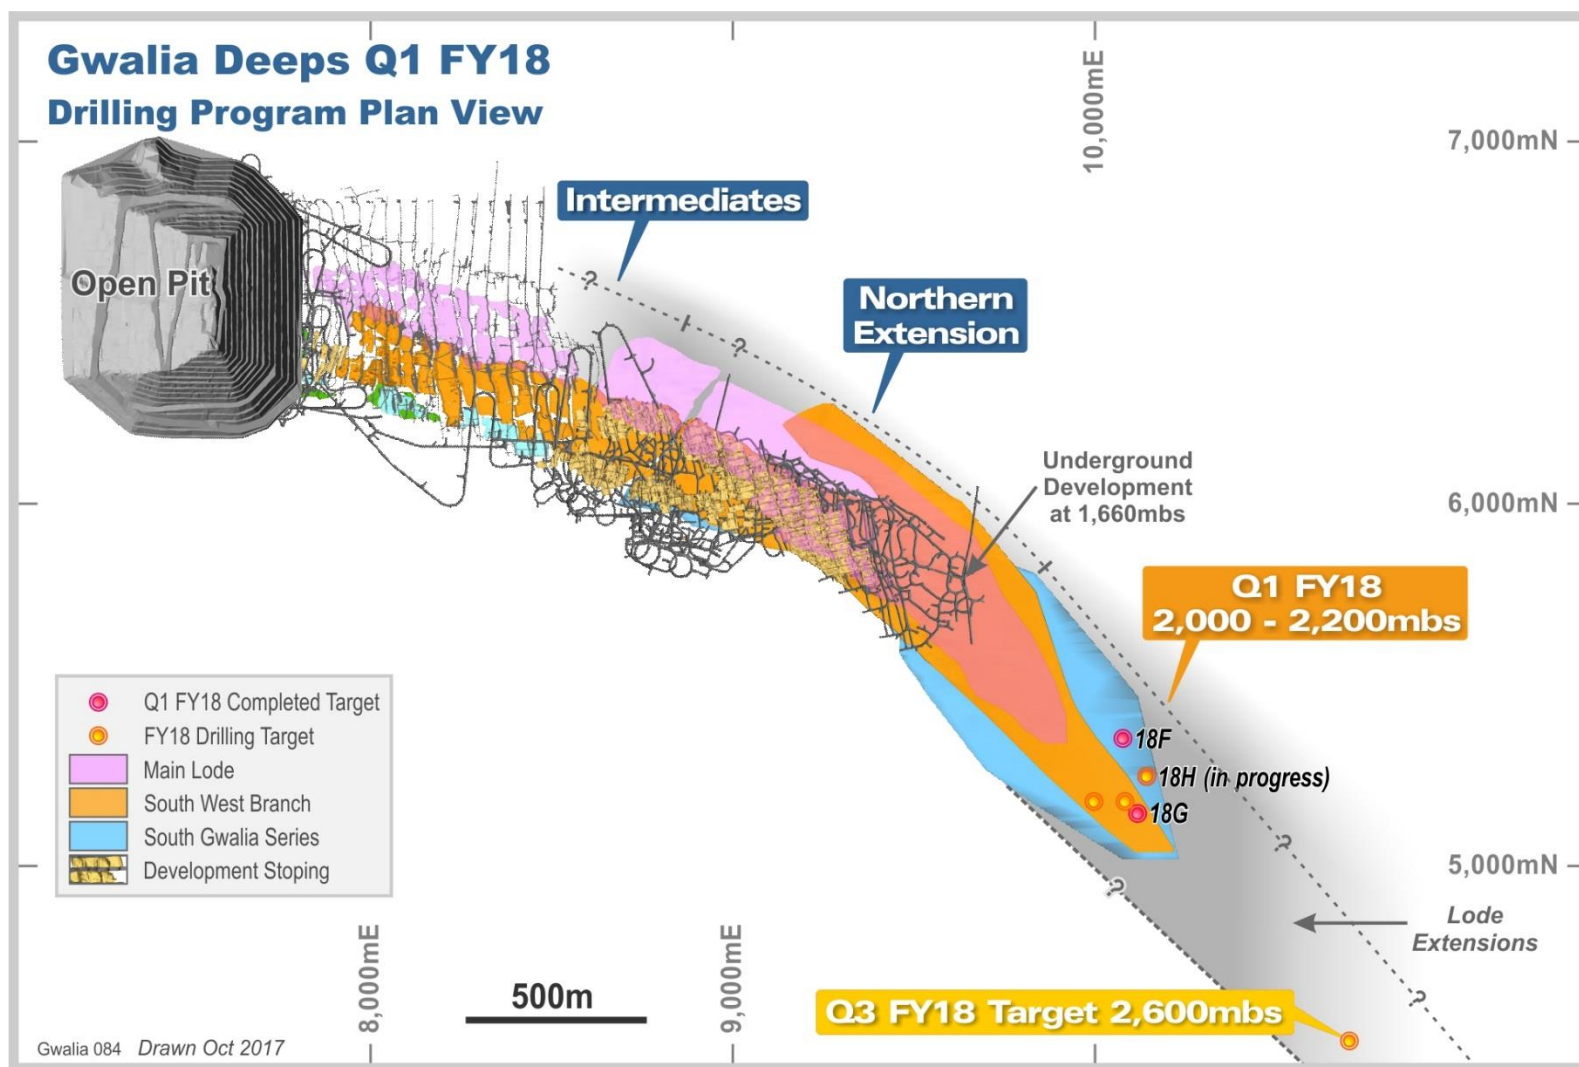 Gwalia Deeps Q1 FY18
Drilling Program Plan View
10,000mE
7,000mN
Intermediates
Open Pit
?
Northern
Extension
?
Underground
Development
at 1,660mbs
6,000mN
Q1 FY18
2,000 - 2,200mbs
Q1 FY18 Completed Target
FY18 Drilling Target
Main Lode
South West Branch
South Gwalia Series
Development Stoping
18F
18H (in progress)
18G
?
5,000mN
?
Lode
Extensions
8,000mE
9,000mE
500m
?
Q3 FY18 Target 2,600mbs
Gwalia 084 Drawn Oct 2017